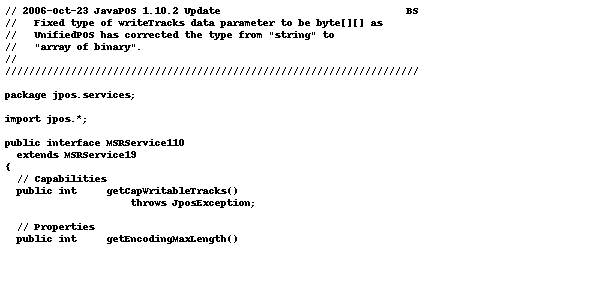 // 2006-Oct-23 JavaPOS 1.10.2 Update                               BS
//   Fixed type of writeTracks data parameter to be byte[][] as
//   UnifiedPOS has corrected the type from "string" to
//   "array of binary".
//
/////////////////////////////////////////////////////////////////////
package jpos.services;
import jpos.*;
public interface MSRService110
  extends MSRService19
{
  // Capabilities
  public int     getCapWritableTracks()
                     throws JposException;
  // Properties
  public int     getEncodingMaxLength()